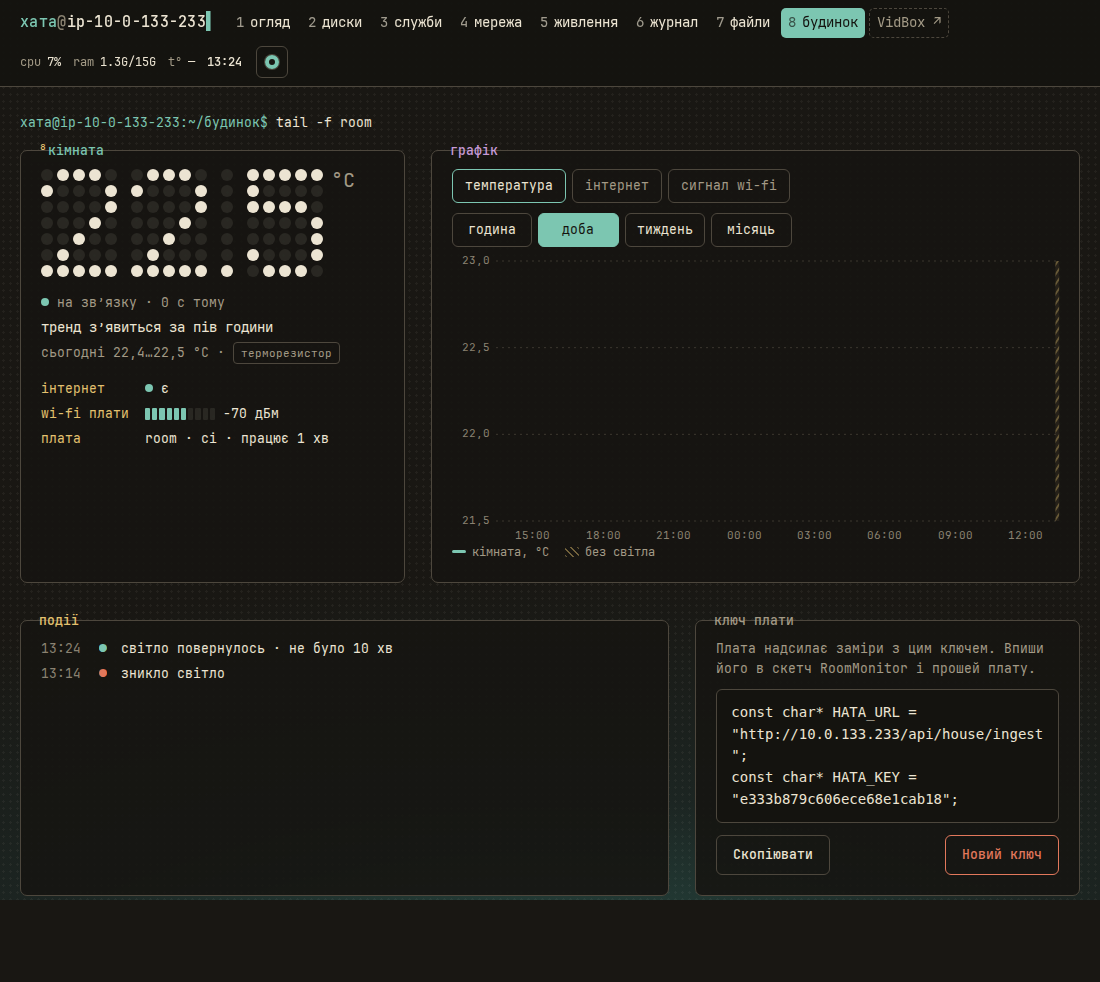 хата@ip-10-0-133-233 1 огляд 2 диски 3 служби 4 мережа 5 живлення 6 журнал 7 файли 8 будинок VidBox ↗
cpu 7% ram 1.3G/15G t° — 13:24
хата@ip-10-0-133-233:~/будинок$ tail -f room
⁸кімната
22.5 °C
на зв'язку · 0 с тому
тренд з'явиться за пів години
сьогодні 22,4…22,5 °C · терморезистор
інтернет є
wi-fi плати -70 дБм
плата room · ci · працює 1 хв
графік
температура інтернет сигнал wi-fi
година доба тиждень місяць
23,0
22,5
22,0
21,5
15:00 18:00 21:00 00:00 03:00 06:00 09:00 12:00
кімната, °C без світла
події
13:24 світло повернулось · не було 10 хв
13:14 зникло світло
ключ плати
Плата надсилає заміри з цим ключем. Впиши
його в скетч RoomMonitor і прошей плату.
const char* HATA_URL =
"http://10.0.133.233/api/house/ingest
";
const char* HATA_KEY =
"e333b879c606ece68e1cab18";
Скопіювати Новий ключ